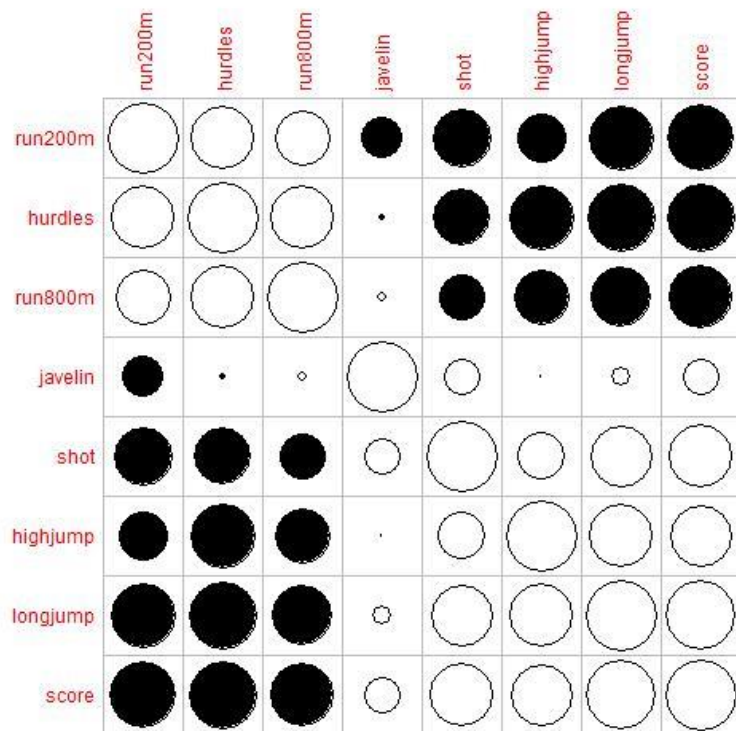 run200m
hurdles
run800m
javelin
shot
highjump
longjump
score
run200m
hurdles
run800m
javelin
shot
highjump
longjump
score